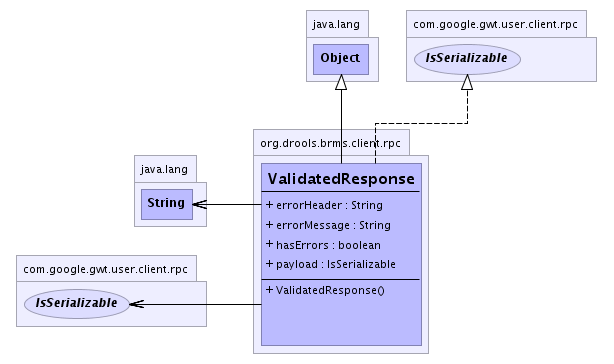 java.lang
Object
com.google.gwt.user.client.rpc
IsSerializable
org.drools.brms.client.rpc
ValidatedResponse
+ errorHeader : String
+ errorMessage : String
+ hasErrors : boolean
+ payload : IsSerializable
+ ValidatedResponse()
java.lang
String
com.google.gwt.user.client.rpc
IsSerializable